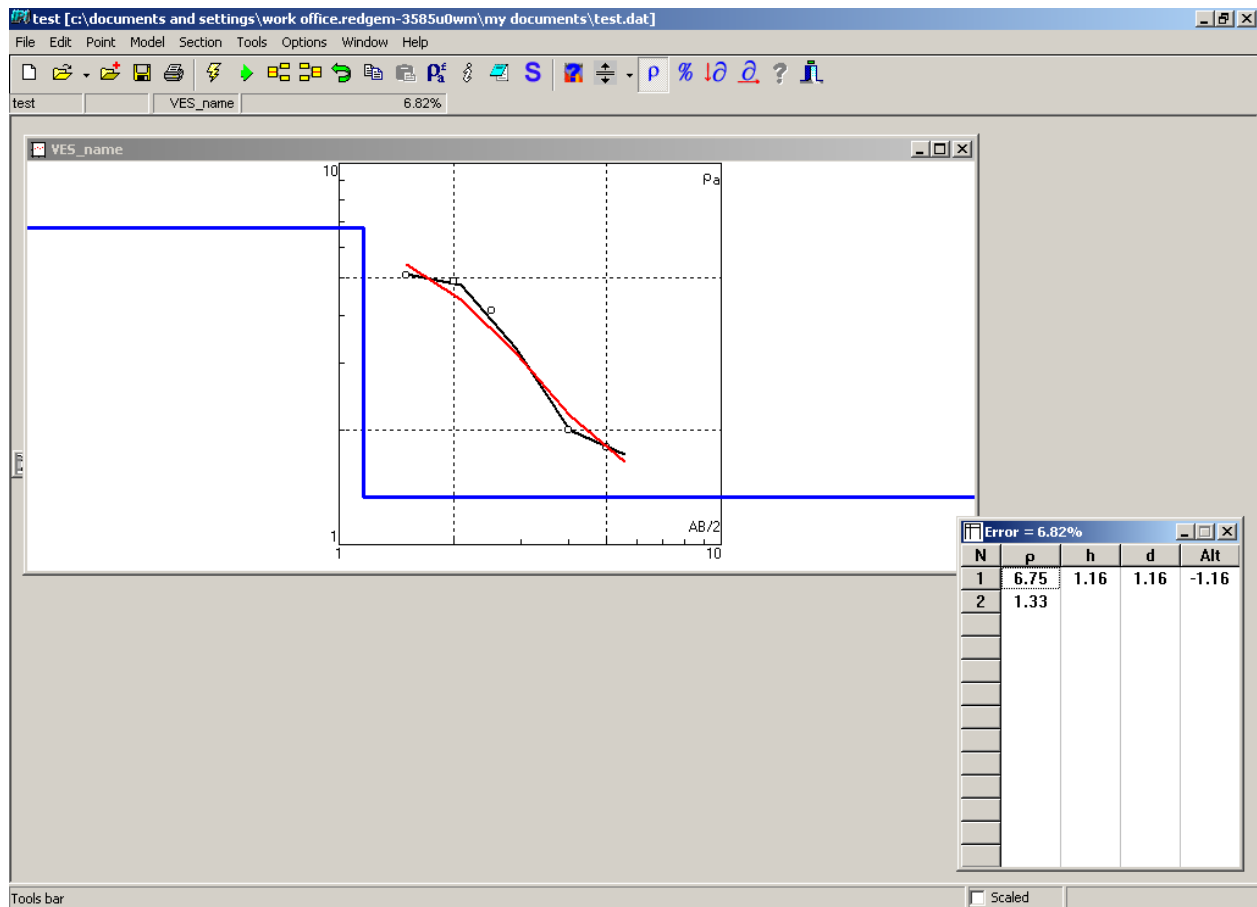 test [c:\documents and settings\work office.redgem-3585u0wm\my documents\test.dat]
File Edit Point Model Section Tools Options Window Help
S ρ % ?
test VES_name 6.82%
VES_name
10
ρa
1
AB/2
1 10
Error = 6.82%
N ρ h d Alt
1 6.75 1.16 1.16 -1.16
2 1.33
Tools bar Scaled